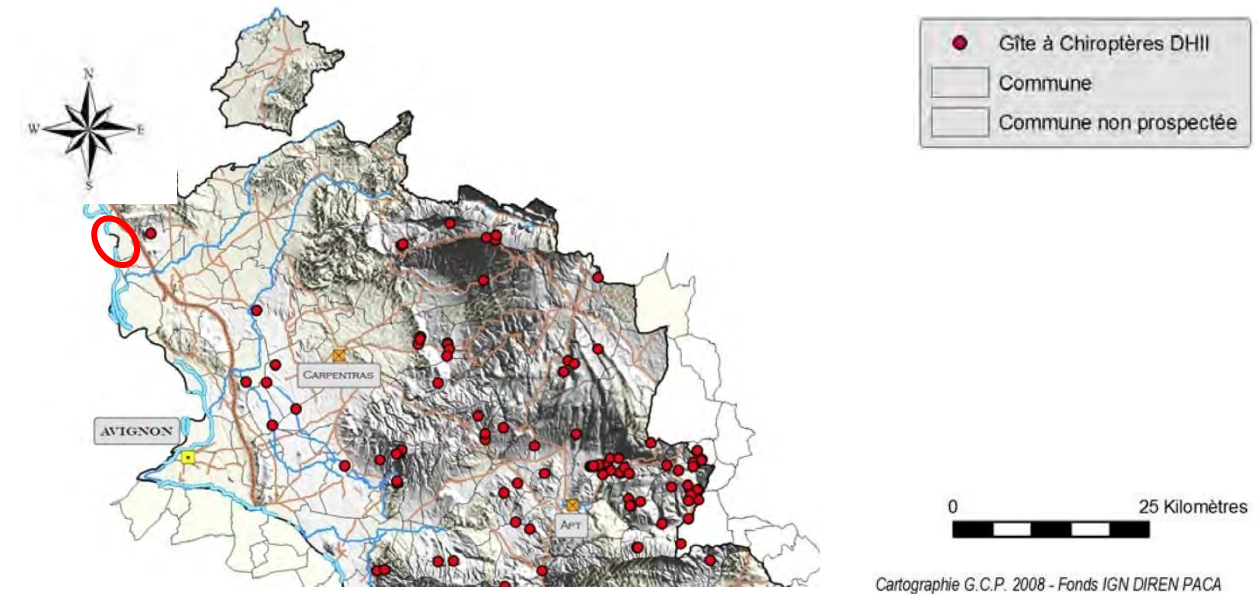 Gîte à Chiroptères DHII
Commune
Commune non prospectée
N
W E
S
CARPENTRAS
AVIGNON
APT
0 25 Kilomètres
Cartographie G.C.P. 2008 - Fonds IGN DIREN PACA